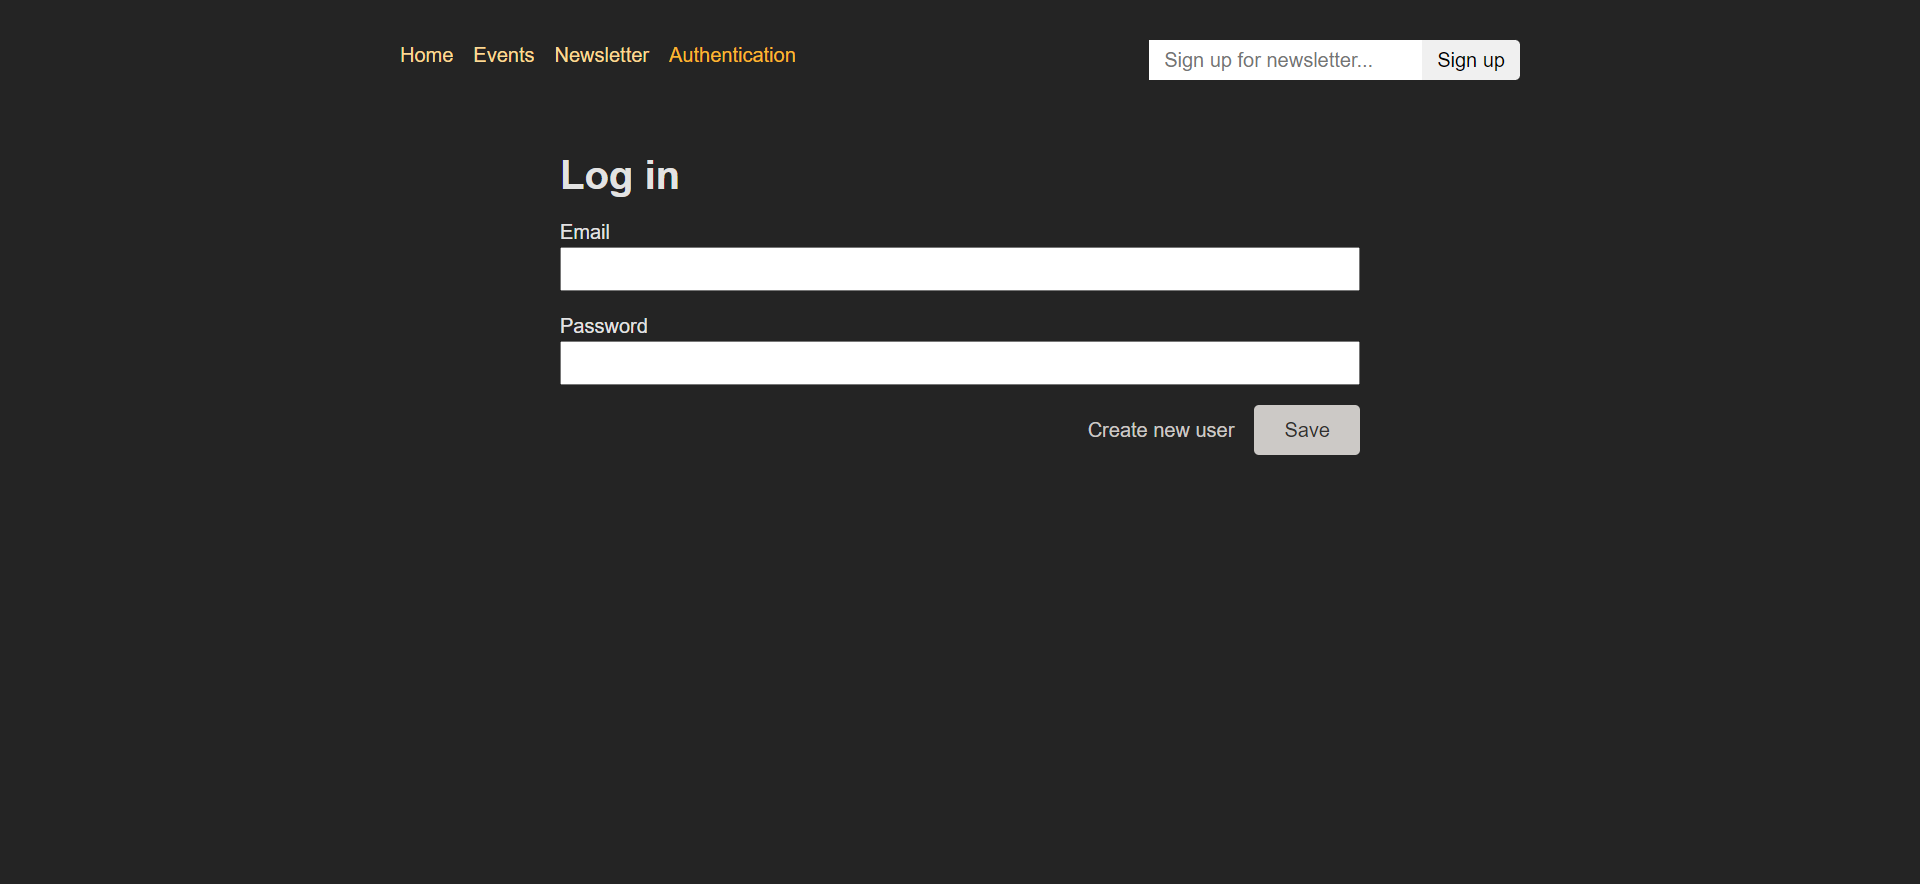 Home Events Newsletter Authentication
Sign up for newsletter... Sign up
Log in
Email
Password
Create new user Save